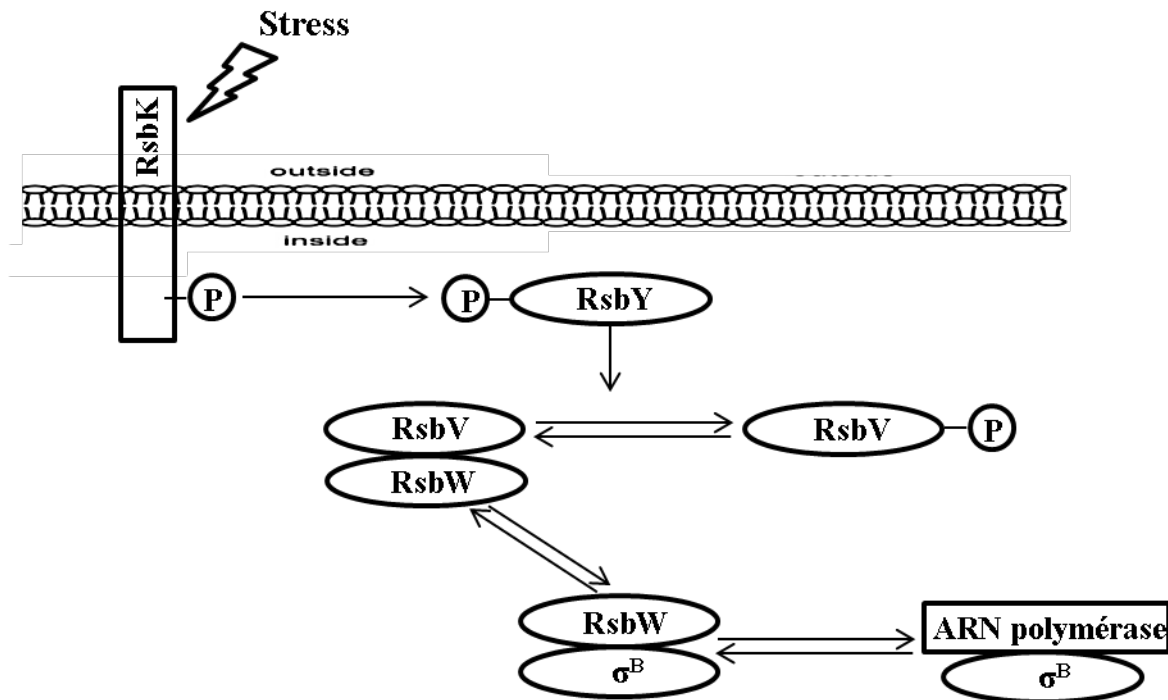 Stress
RsbK
outside
inside
P
P
RsbY
RsbV
RsbV
P
RsbW
RsbW
ARN polymérase
σB
σB